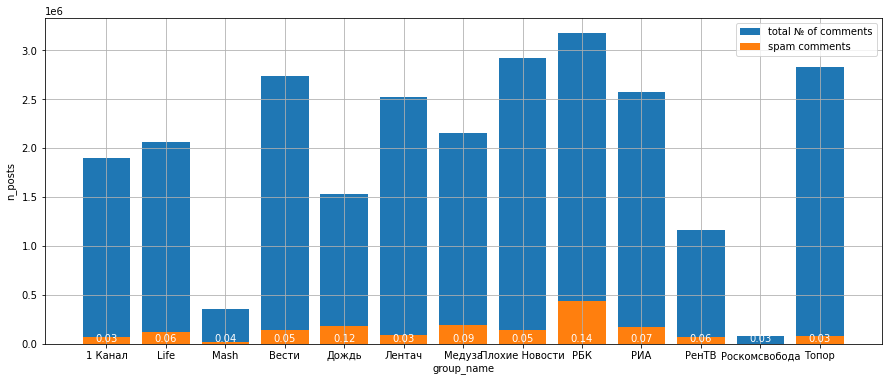 1e6
total № of comments
spam comments
3.0
2.5
2.0
1.5
1.0
0.5
0.0
n_posts
0.03 0.06 0.04 0.05 0.12 0.03 0.09 0.05 0.14 0.07 0.06 0.03 0.03
1 Канал Life Mash Вести Дождь Лентач Медуза Плохие Новости РБК РИА РенТВ Роскомсвобода Топор
group_name